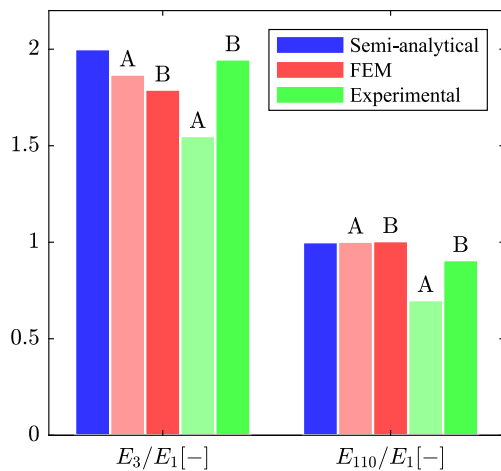 2
1.5
1
0.5
0
Semi-analytical
FEM
Experimental
A
B
A
B
A
B
A
B
E₃/E₁[−]
E₁₁₀/E₁[−]